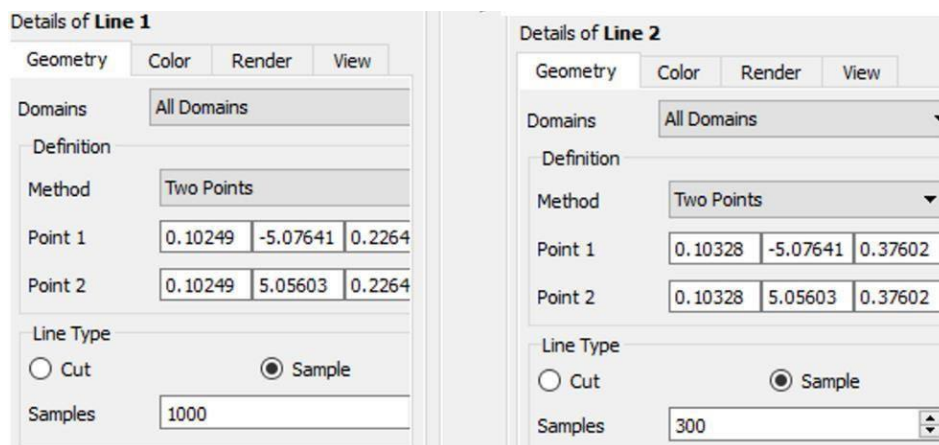 Details of Line 1
Geometry Color Render View
Domains All Domains
Definition
Method Two Points
Point 1 0.10249 -5.07641 0.2264
Point 2 0.10249 5.05603 0.2264
Line Type
Cut Sample
Samples 1000
Details of Line 2
Geometry Color Render View
Domains All Domains
Definition
Method Two Points
Point 1 0.10328 -5.07641 0.37602
Point 2 0.10328 5.05603 0.37602
Line Type
Cut Sample
Samples 300